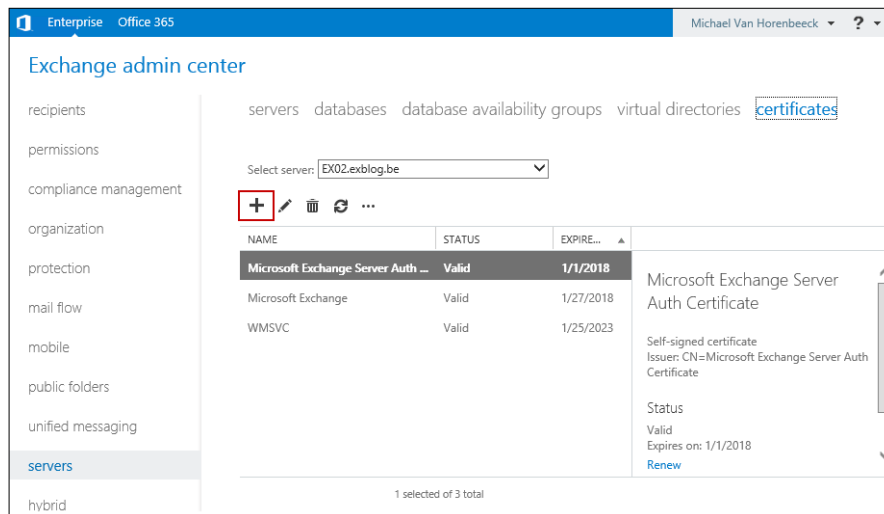 Enterprise Office 365
Michael Van Horenbeeck ?
Exchange admin center
recipients
permissions
compliance management
organization
protection
mail flow
mobile
public folders
unified messaging
servers
hybrid
servers databases database availability groups virtual directories certificates
Select server: EX02.exblog.be
NAME STATUS EXPIRE...
Microsoft Exchange Server Auth ... Valid 1/1/2018
Microsoft Exchange Valid 1/27/2018
WMSVC Valid 1/25/2023
1 selected of 3 total
Microsoft Exchange Server
Auth Certificate
Self-signed certificate
Issuer: CN=Microsoft Exchange Server Auth
Certificate
Status
Valid
Expires on: 1/1/2018
Renew